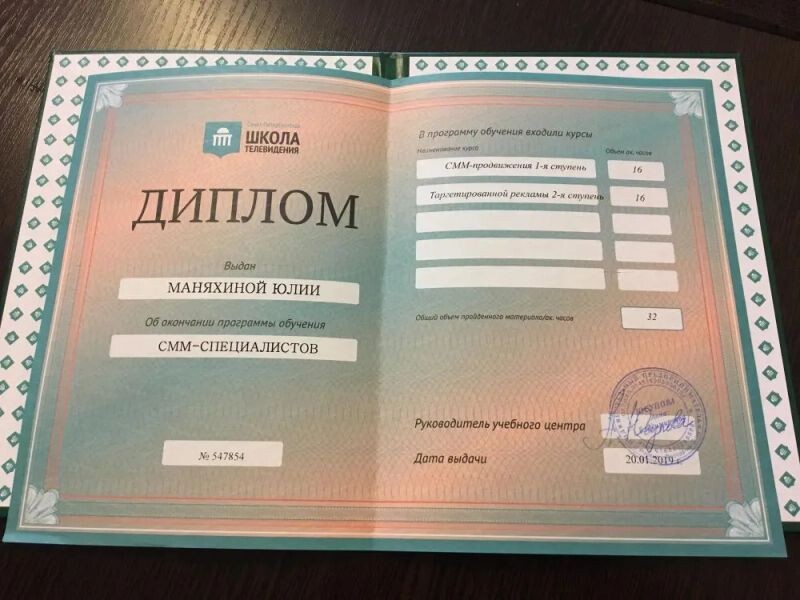 Санкт-Петербургская
ШКОЛА
ТЕЛЕВИДЕНИЯ
ДИПЛОМ
Выдан
МАНЯХИНОЙ ЮЛИИ
Об окончании программы обучения
СММ-СПЕЦИАЛИСТОВ
№ 547854
В программу обучения входили курсы
Наименование курса Объем ак. часов
СММ-продвижения 1-я ступень 16
Таргетированной рекламы 2-я ступень 16
Общий объем пройденного материала/ак. часов 32
Руководитель учебного центра
Дата выдачи 20.01.2019 г.